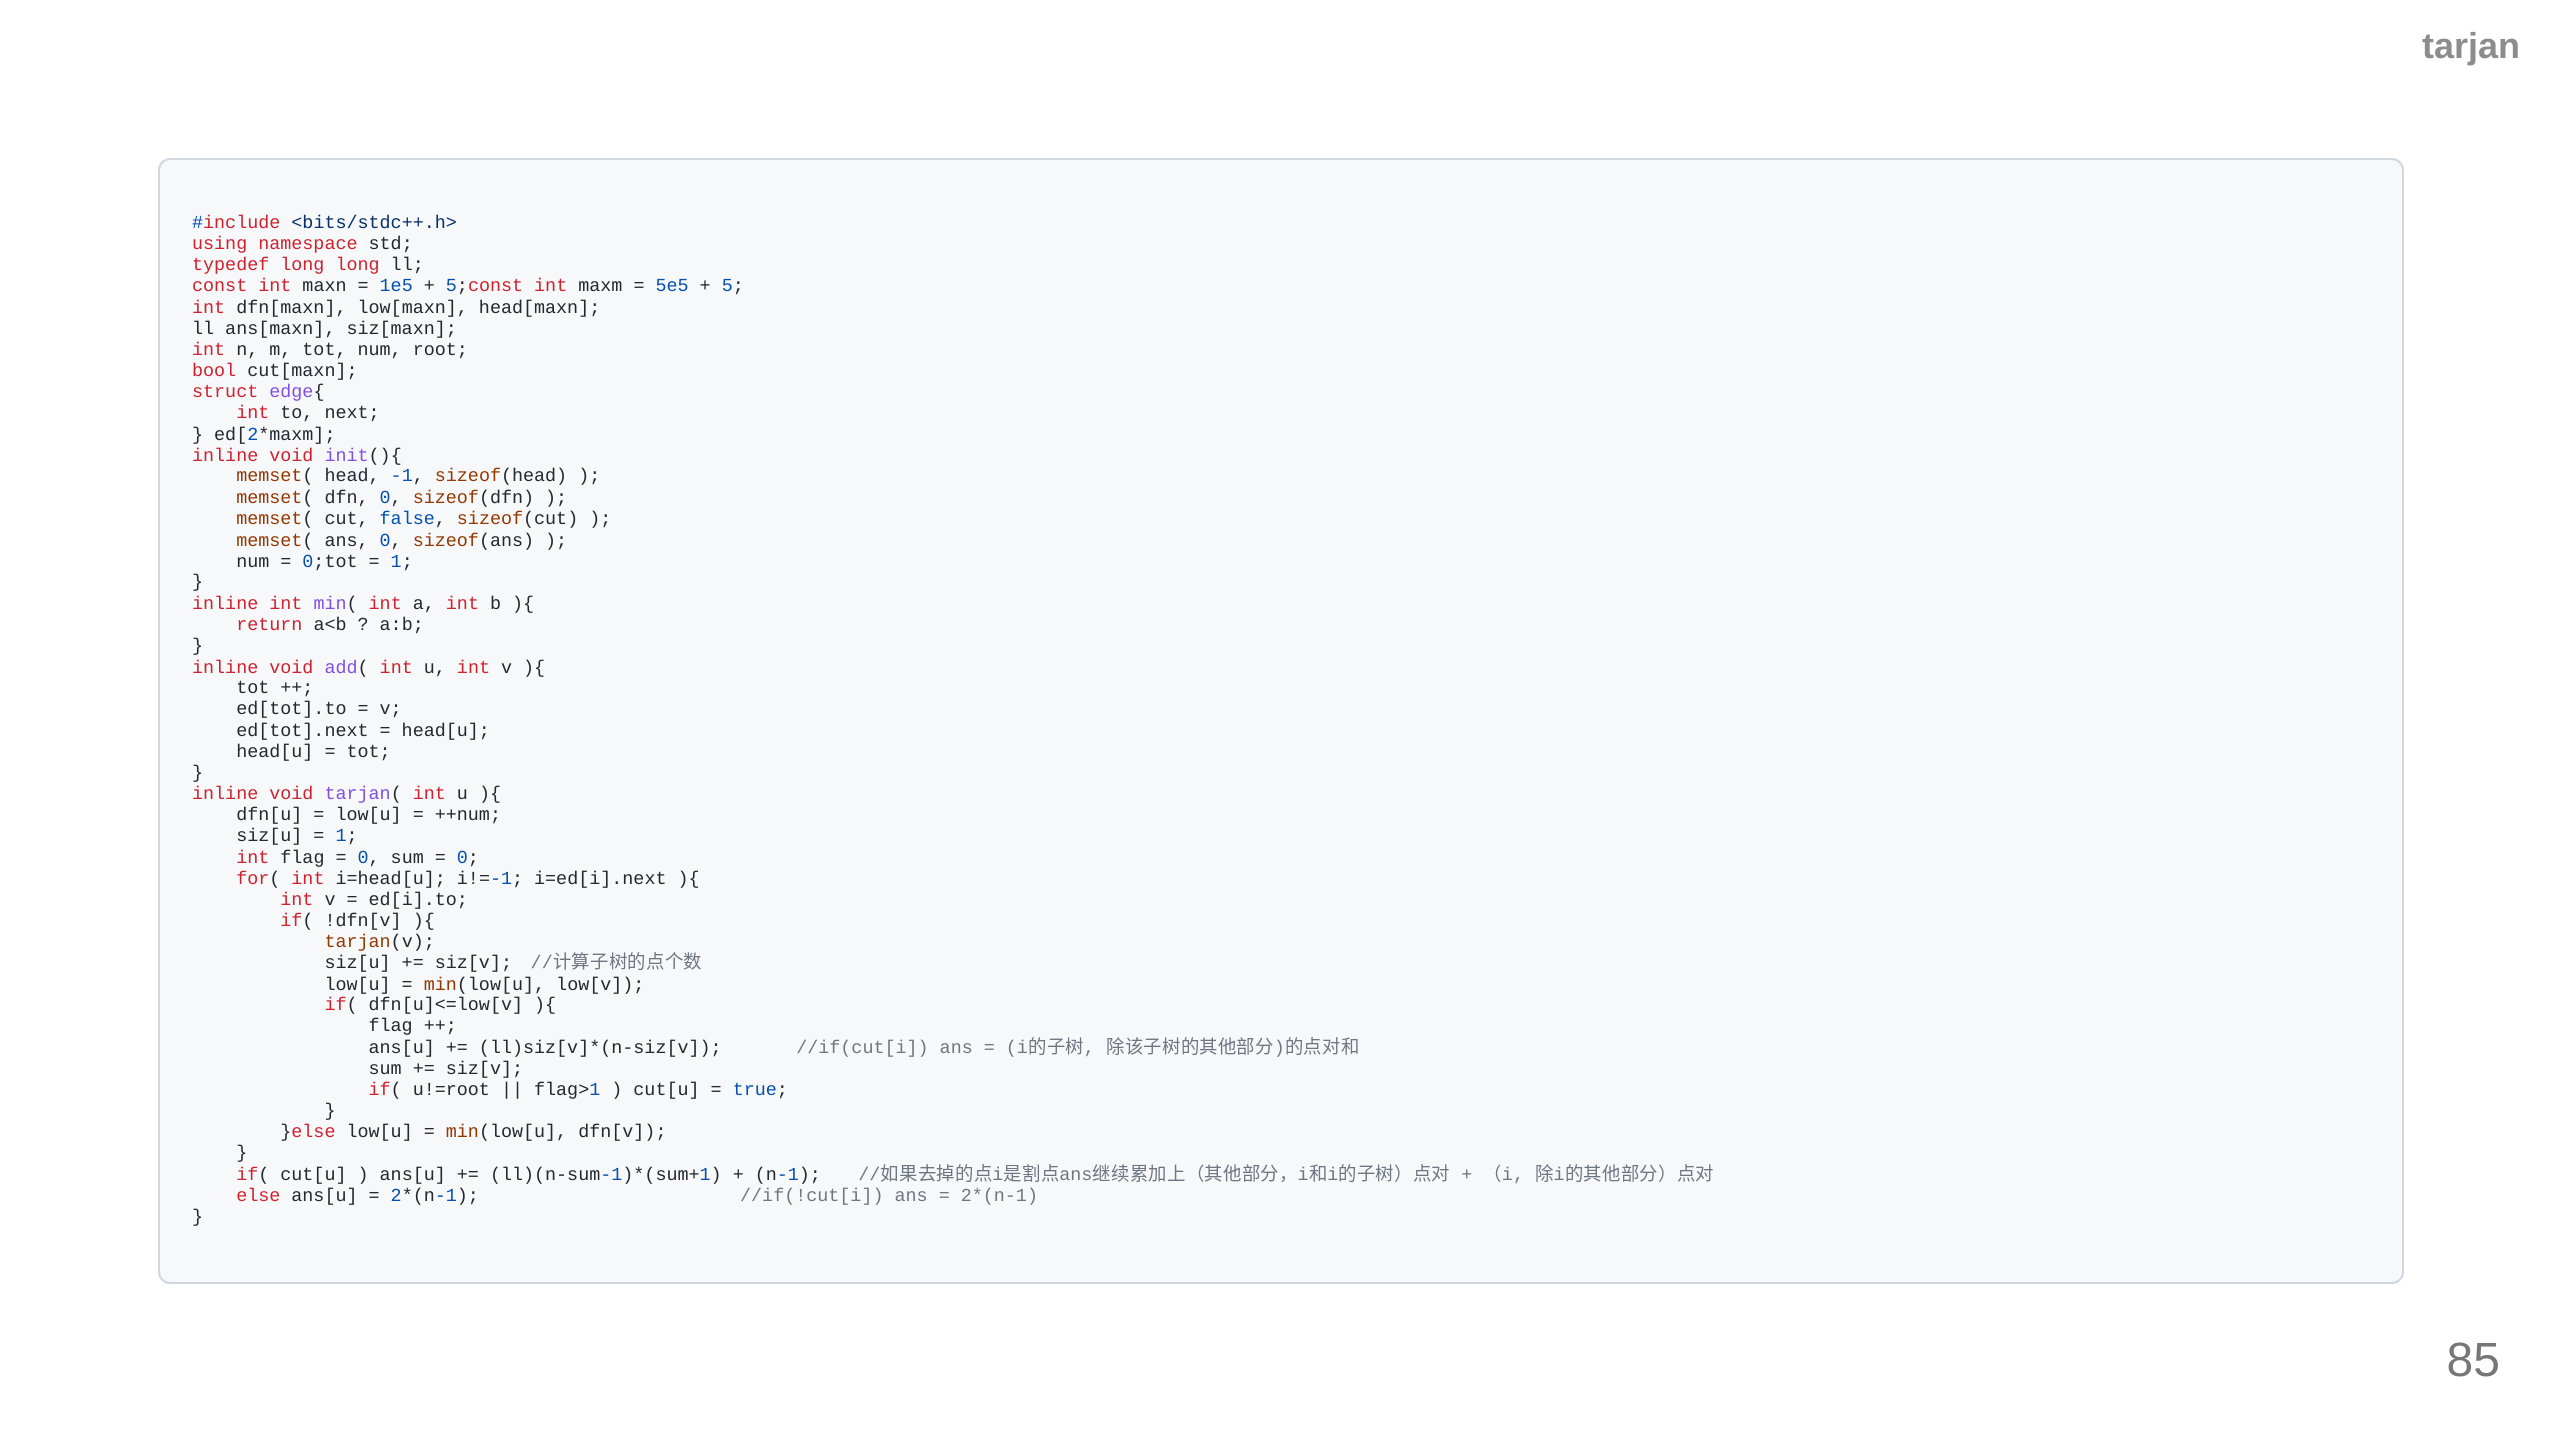 tarjan
#include <bits/stdc++.h>
using namespace std;
typedef long long ll;
const int maxn = 1e5 + 5;const int maxm = 5e5 + 5;
int dfn[maxn], low[maxn], head[maxn];
ll ans[maxn], siz[maxn];
int n, m, tot, num, root;
bool cut[maxn];
struct edge{
    int to, next;
} ed[2*maxm];
inline void init(){
    memset( head, -1, sizeof(head) );
    memset( dfn, 0, sizeof(dfn) );
    memset( cut, false, sizeof(cut) );
    memset( ans, 0, sizeof(ans) );
    num = 0;tot = 1;
}
inline int min( int a, int b ){
    return a<b ? a:b;
}
inline void add( int u, int v ){
    tot ++;
    ed[tot].to = v;
    ed[tot].next = head[u];
    head[u] = tot;
}
inline void tarjan( int u ){
    dfn[u] = low[u] = ++num;
    siz[u] = 1;
    int flag = 0, sum = 0;
    for( int i=head[u]; i!=-1; i=ed[i].next ){
        int v = ed[i].to;
        if( !dfn[v] ){
            tarjan(v);
            siz[u] += siz[v];  //计算子树的点个数
            low[u] = min(low[u], low[v]);
            if( dfn[u]<=low[v] ){
                flag ++;
                ans[u] += (ll)siz[v]*(n-siz[v]);       //if(cut[i]) ans = (i的子树, 除该子树的其他部分)的点对和
                sum += siz[v];
                if( u!=root || flag>1 ) cut[u] = true;
            }
        }else low[u] = min(low[u], dfn[v]);
    }
    if( cut[u] ) ans[u] += (ll)(n-sum-1)*(sum+1) + (n-1);    //如果去掉的点i是割点ans继续累加上（其他部分，i和i的子树）点对 + （i, 除i的其他部分）点对
    else ans[u] = 2*(n-1);                        //if(!cut[i]) ans = 2*(n-1)
}
85